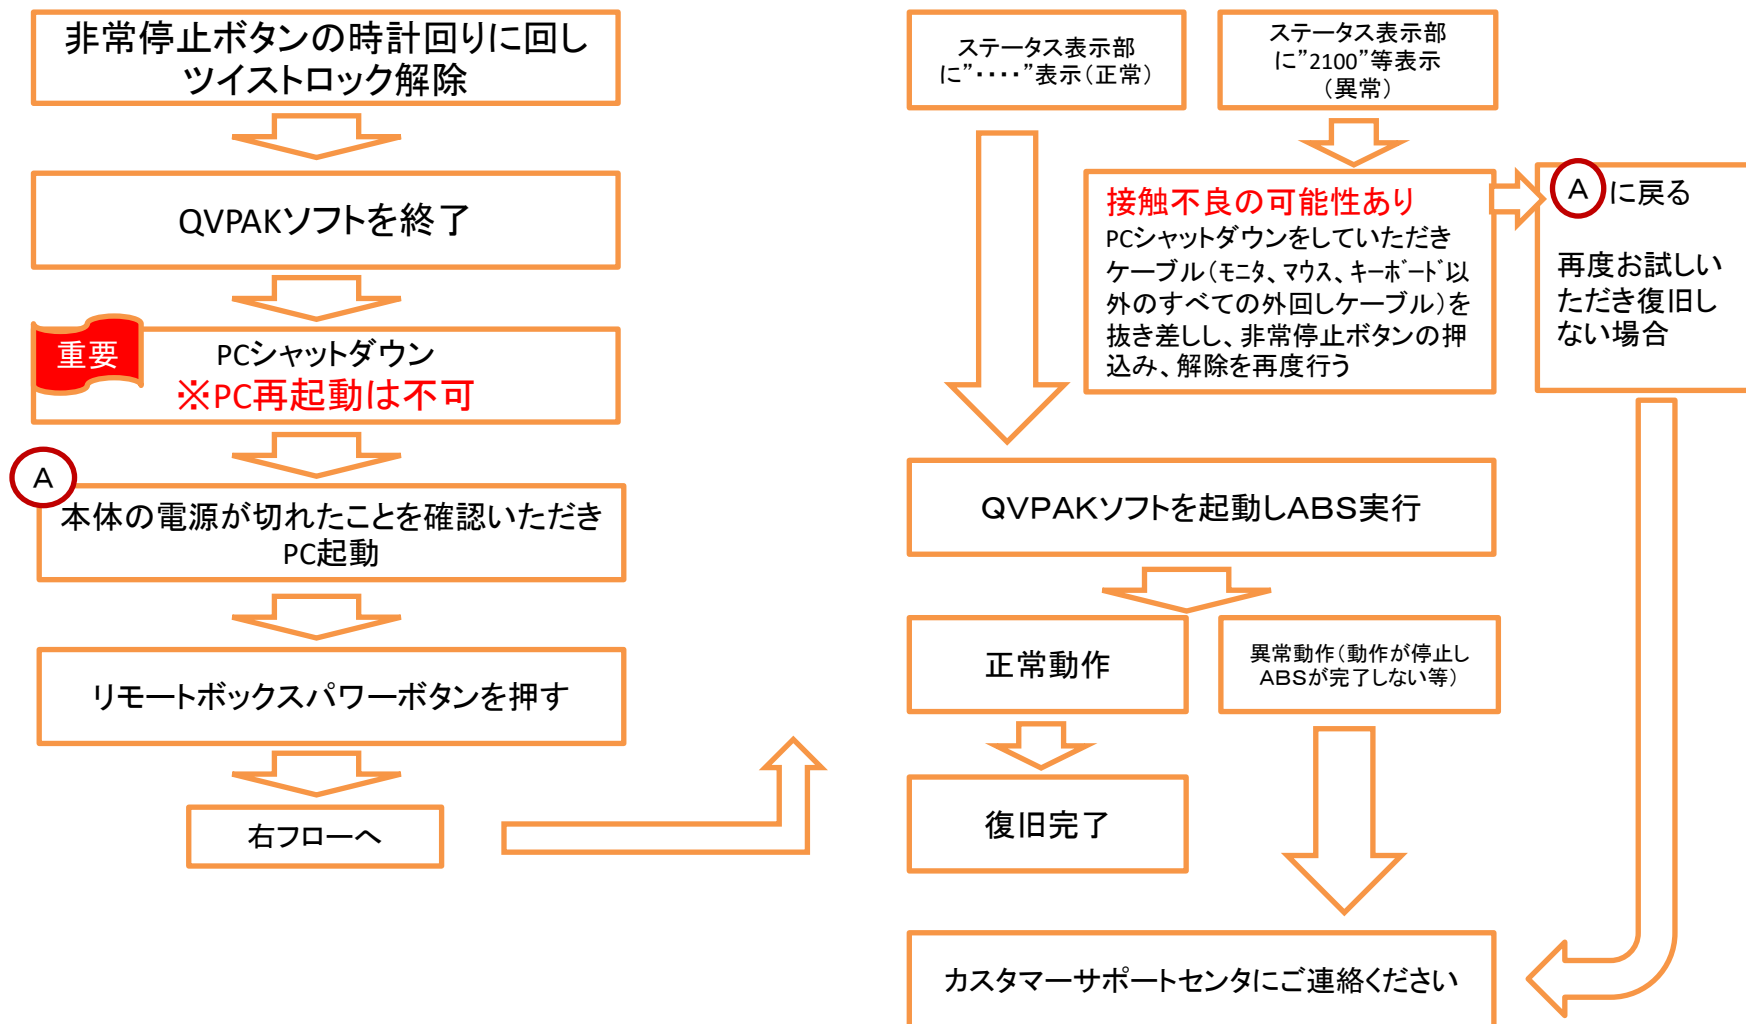 非常停止ボタンの時計回りに回し
ツイストロック解除
QVPAKソフトを終了
重要
PCシャットダウン
※PC再起動は不可
A
本体の電源が切れたことを確認いただき
PC起動
リモートボックスパワーボタンを押す
右フローへ
ステータス表示部
に”・・・・”表示（正常）
ステータス表示部
に”2100”等表示
（異常）
接触不良の可能性あり
PCシャットダウンをしていただき
ケーブル（ﾓﾆﾀ、ﾏｳｽ、ｷｰﾎﾞｰﾄﾞ以
外のすべての外回しケーブル）を
抜き差しし、非常停止ボタンの押
込み、解除を再度行う
A に戻る
再度お試しい
ただき復旧し
ない場合
QVPAKソフトを起動しABS実行
正常動作
異常動作（動作が停止し
ABSが完了しない等）
復旧完了
カスタマーサポートセンタにご連絡ください